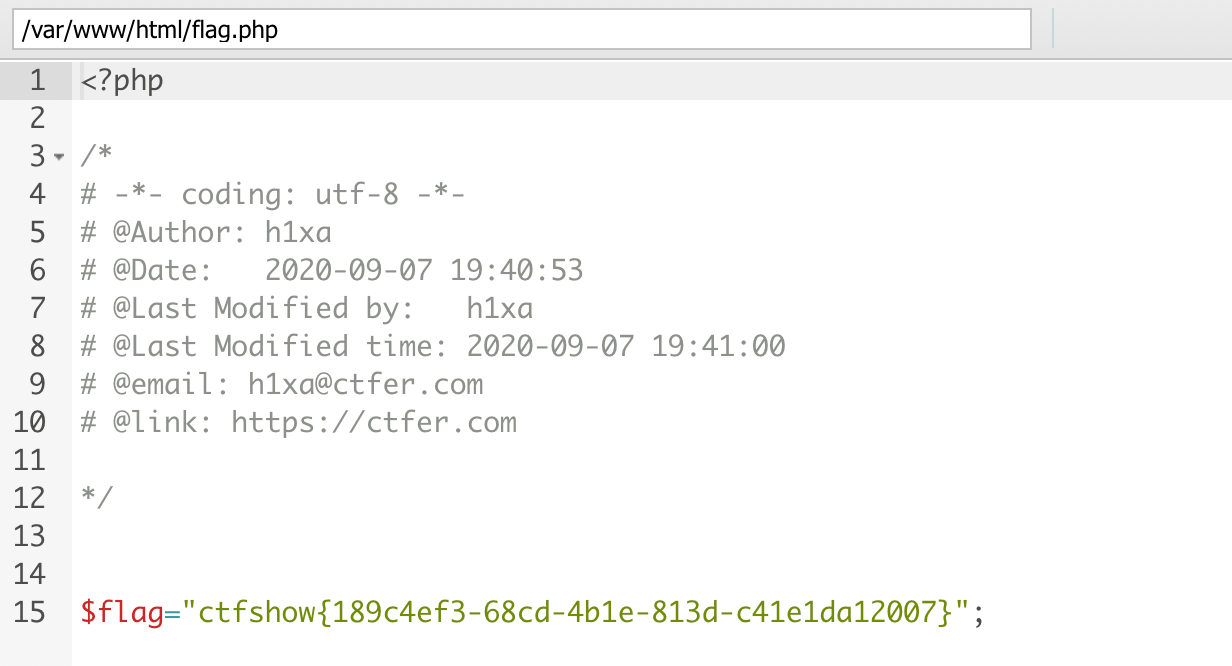 /var/www/html/flag.php
1 <?php
2
3 /*
4 # -*- coding: utf-8 -*-
5 # @Author: h1xa
6 # @Date:   2020-09-07 19:40:53
7 # @Last Modified by:   h1xa
8 # @Last Modified time: 2020-09-07 19:41:00
9 # @email: h1xa@ctfer.com
10 # @link: https://ctfer.com
11
12 */
13
14
15 $flag="ctfshow{189c4ef3-68cd-4b1e-813d-c41e1da12007}";